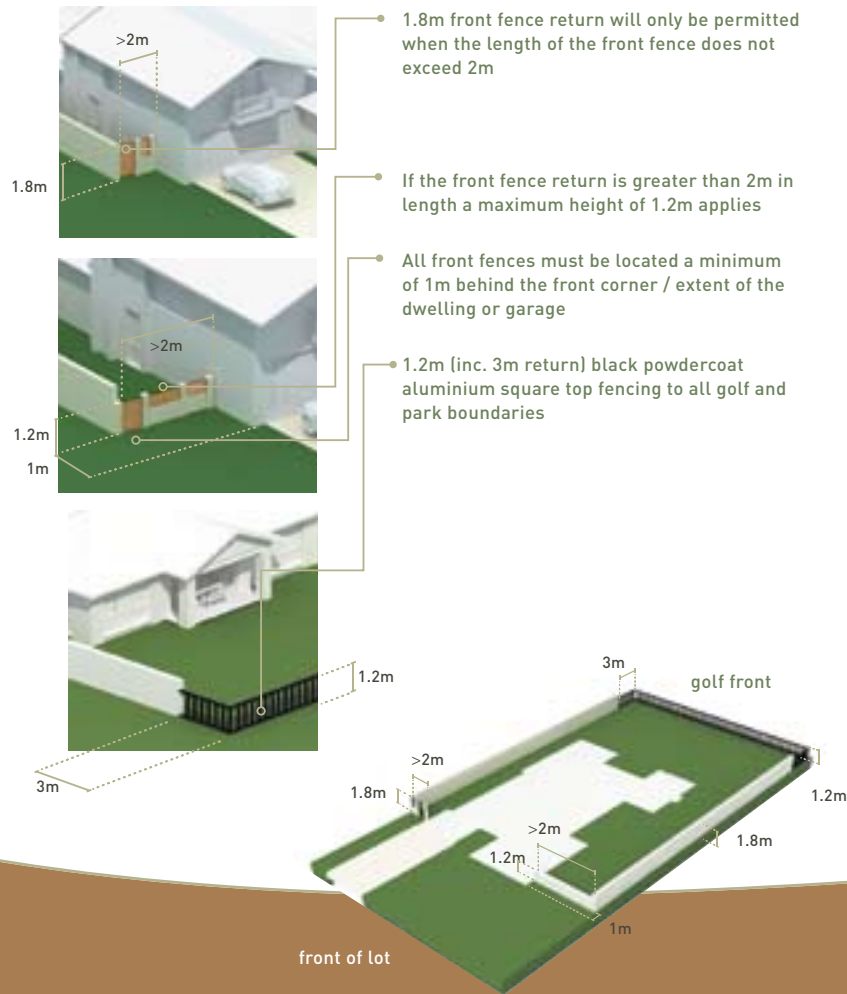 >2m
1.8m front fence return will only be permitted
when the length of the front fence does not
exceed 2m
1.8m
If the front fence return is greater than 2m in
length a maximum height of 1.2m applies
All front fences must be located a minimum
of 1m behind the front corner / extent of the
dwelling or garage
>2m
1.2m (inc. 3m return) black powdercoat
aluminium square top fencing to all golf and
park boundaries
1.2m
1m
3m
golf front
1.2m
>2m
3m
1.8m
1.2m
>2m
1.8m
1.2m
1m
front of lot